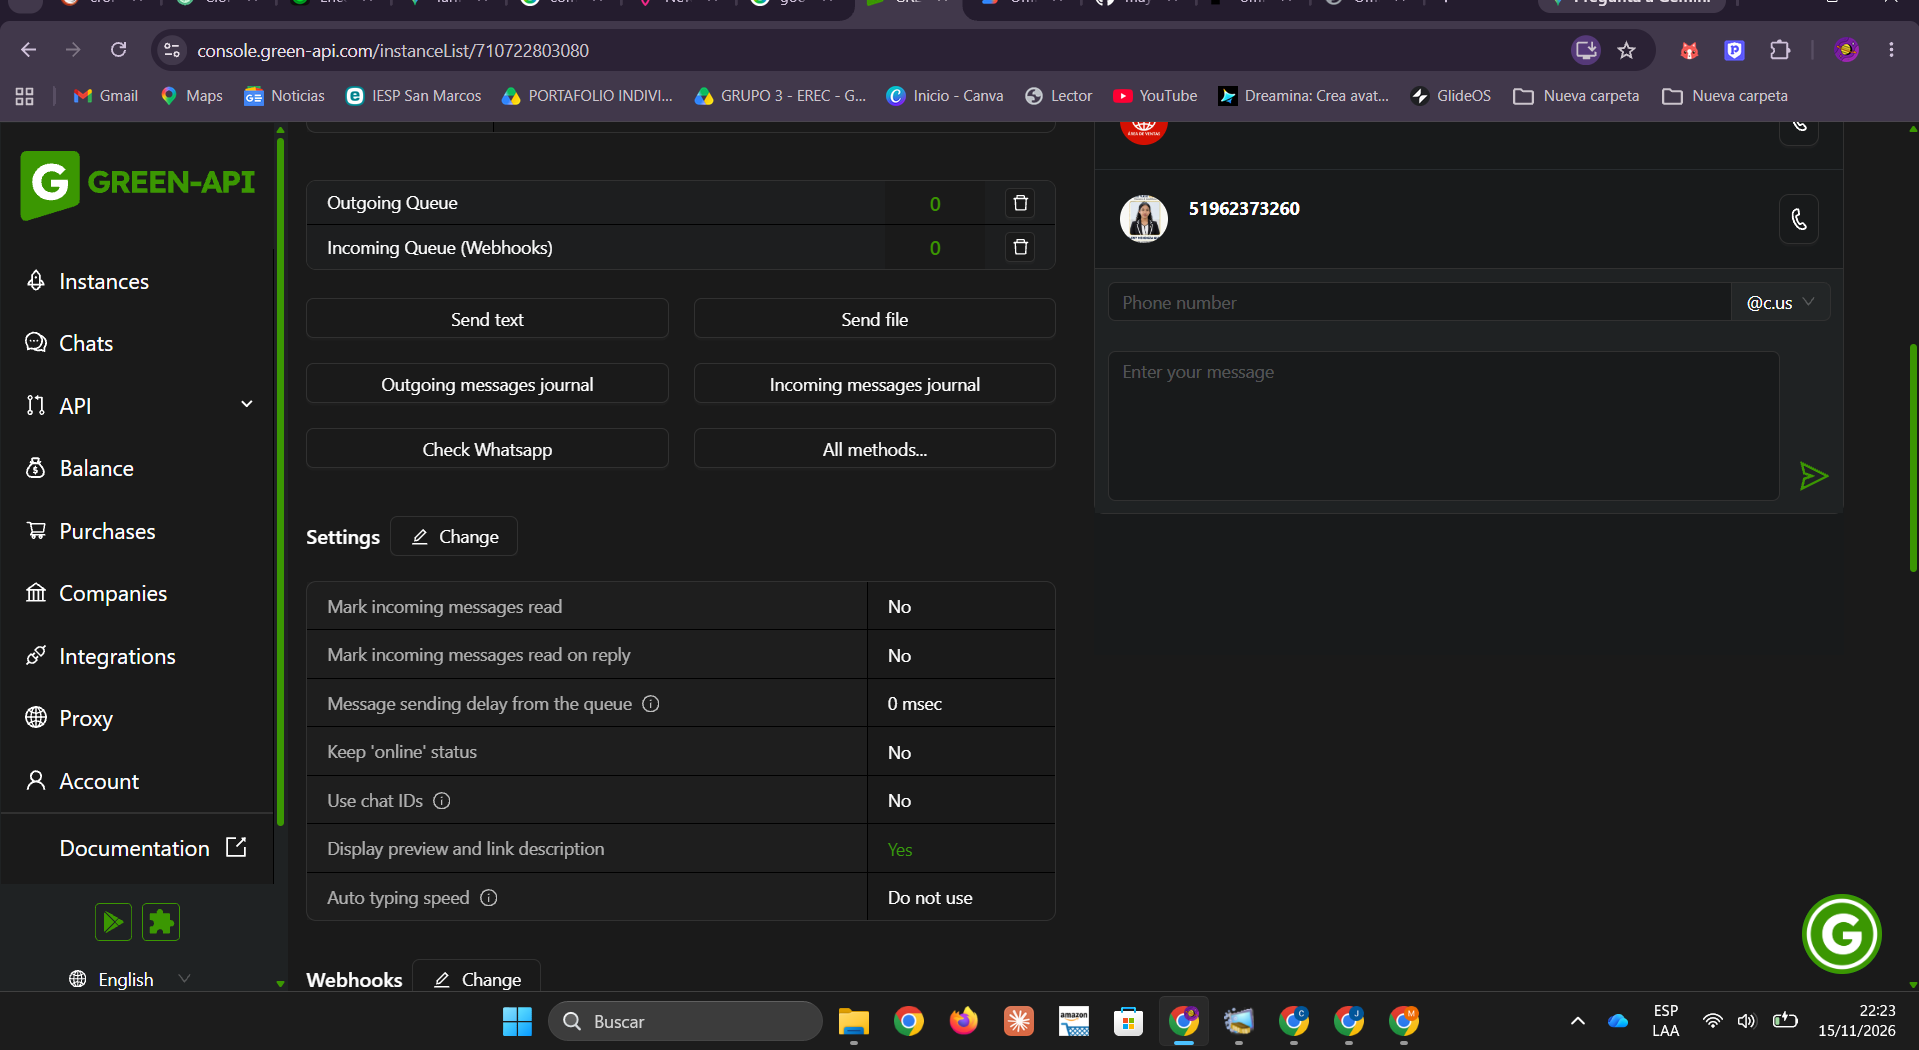 console.green-api.com/instanceList/710722803080
Gmail
Maps
Noticias
IESP San Marcos
PORTAFOLIO INDIVI...
GRUPO 3 - EREC - G...
Inicio - Canva
Lector
YouTube
Dreamina: Crea avat...
GlideOS
Nueva carpeta
Nueva carpeta
GREEN-API
Instances
Chats
API
Balance
Purchases
Companies
Integrations
Proxy
Account
Documentation
English
Outgoing Queue 0
Incoming Queue (Webhooks) 0
Send text
Send file
Outgoing messages journal
Incoming messages journal
Check Whatsapp
All methods...
Settings
Change
Mark incoming messages read No
Mark incoming messages read on reply No
Message sending delay from the queue 0 msec
Keep 'online' status No
Use chat IDs No
Display preview and link description Yes
Auto typing speed Do not use
Webhooks
Change
ÁREA DE VENTAS
51962373260
Phone number
@c.us
Enter your message
Buscar
amazon
ESP
LAA
22:23
15/11/2026